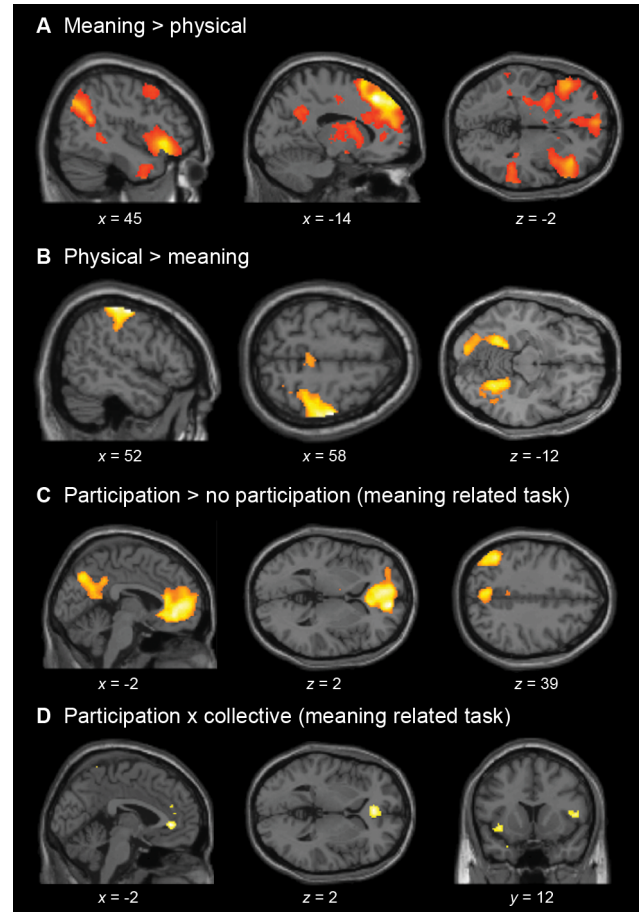 A Meaning > physical
x = 45
x = -14
z = -2
B Physical > meaning
x = 52
x = 58
z = -12
C Participation > no participation (meaning related task)
x = -2
z = 2
z = 39
D Participation x collective (meaning related task)
x = -2
z = 2
y = 12